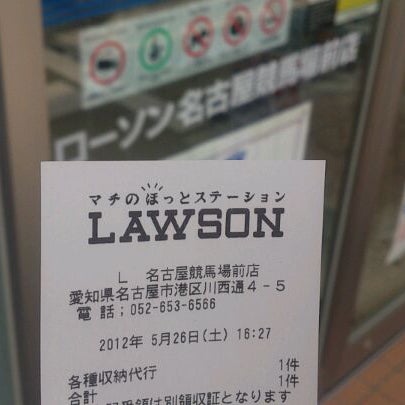 ローソン名古屋競馬場前店
マチのほっとステーション
LAWSON
L 名古屋競馬場前店
愛知県名古屋市港区川西通4-5
電話;052-653-6566
2012年 5月26日(土) 16:27
各種収納代行 1件
合計 1件
領は別領収証となります